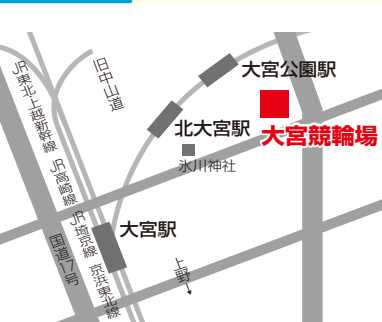 大宮公園駅
旧中山道
JR東北上越新幹線
北大宮駅
大宮競輪場
氷川神社
JR高崎線
JR埼京線
大宮駅
国道17号
京浜東北線
上野→